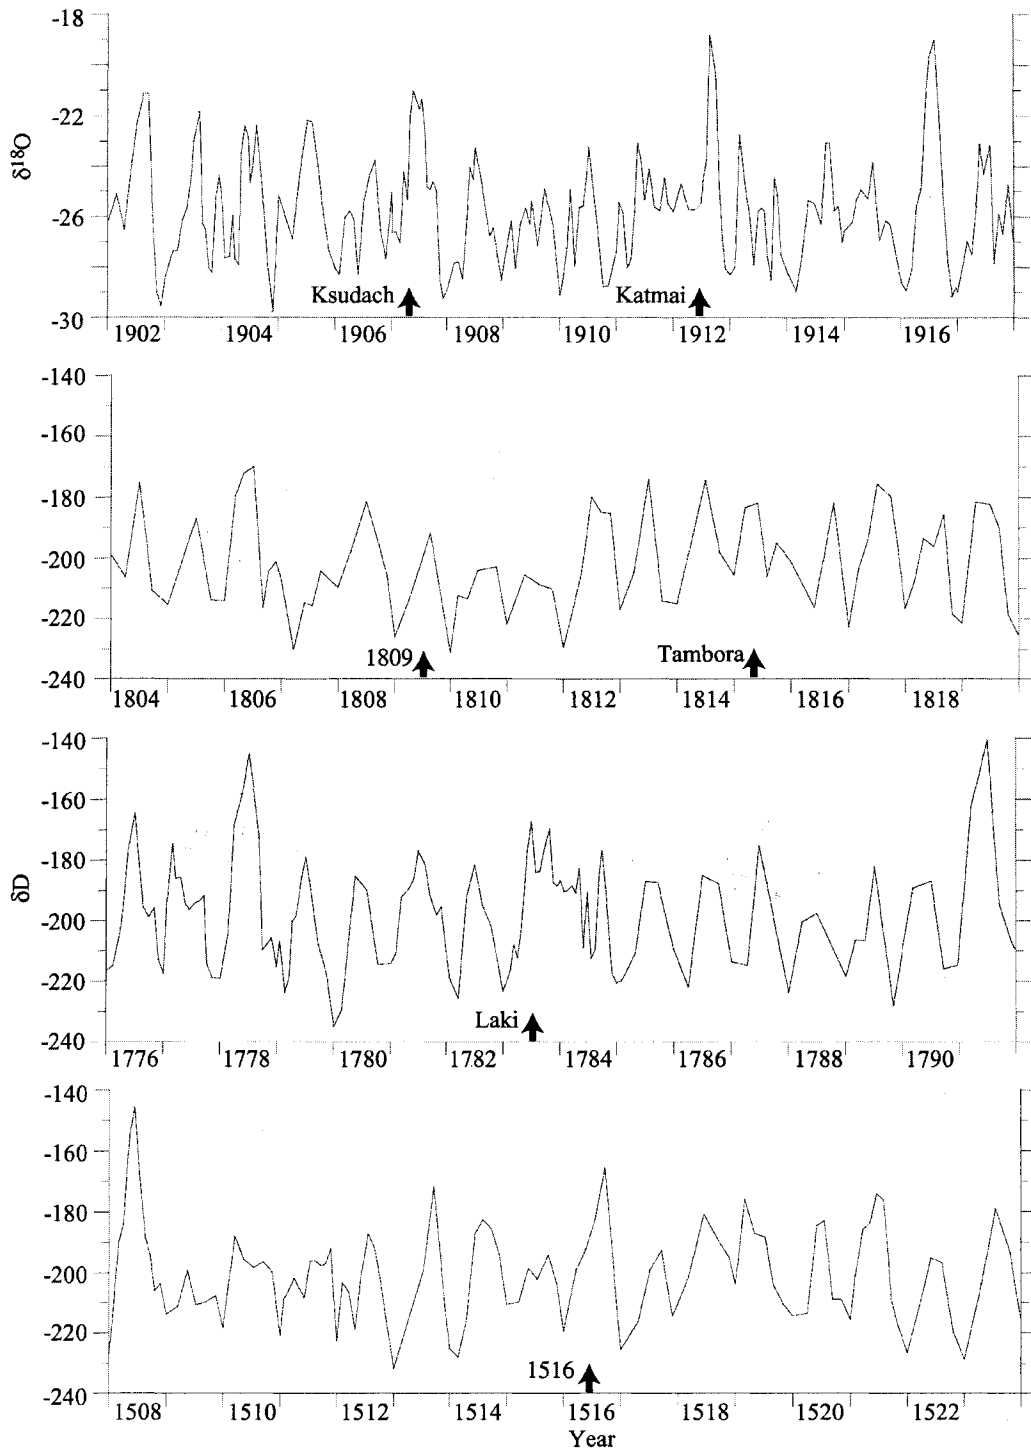 -18
-22
-26
-30
δ¹⁸O
Ksudach
Katmai
1902 1904 1906 1908 1910 1912 1914 1916
-140
-160
-180
-200
-220
-240
1809
Tambora
1804 1806 1808 1810 1812 1814 1816 1818
-140
-160
-180
-200
-220
-240
δD
Laki
1776 1778 1780 1782 1784 1786 1788 1790
-140
-160
-180
-200
-220
-240
1516
1508 1510 1512 1514 1516 1518 1520 1522
Year